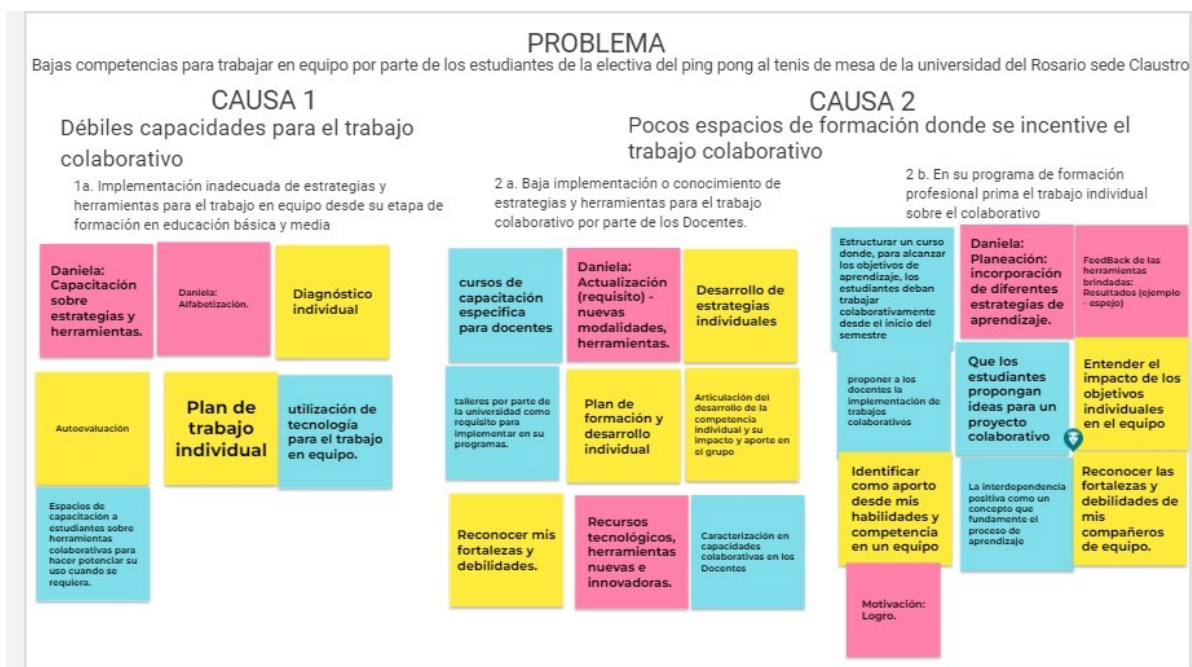 PROBLEMA
Bajas competencias para trabajar en equipo por parte de los estudiantes de la electiva del ping pong al tenis de mesa de la universidad del Rosario sede Claustro
CAUSA 1
Débiles capacidades para el trabajo
colaborativo
1a. Implementación inadecuada de estrategias y
herramientas para el trabajo en equipo desde su etapa de
formación en educación básica y media
Daniela:
Capacitación
sobre
estrategias y
herramientas.
Daniela:
Alfabetización.
Diagnóstico
individual
Autoevaluación
Plan de
trabajo
individual
utilización de
tecnología
para el trabajo
en equipo.
Espacios de
capacitación a
estudiantes sobre
herramientas
colaborativas para
hacer potenciar su
uso cuando se
requiera.
CAUSA 2
Pocos espacios de formación donde se incentive el
trabajo colaborativo
2 a. Baja implementación o conocimiento de
estrategias y herramientas para el trabajo
colaborativo por parte de los Docentes.
cursos de
capacitación
especifica
para docentes
Daniela:
Actualización
(requisito) -
nuevas
modalidades,
herramientas.
Desarrollo de
estrategias
individuales
talleres por parte de
la universidad como
requisito para
implementar en su
programas.
Plan de
formación y
desarrollo
individual
Articulación del
desarrollo de la
competencia
individual y su
impacto y aporte en
el grupo
Reconocer mis
fortalezas y
debilidades.
Recursos
tecnológicos,
herramientas
nuevas e
innovadoras.
Caracterización en
capacidades
colaborativas en los
Docentes
2 b. En su programa de formación
profesional prima el trabajo individual
sobre el colaborativo
Estructurar un curso
donde, para alcanzar
los objetivos de
aprendizaje, los
estudiantes deban
trabajar
colaborativamente
desde el inicio del
semestre
Daniela:
Planeación:
incorporación
de diferentes
estrategias de
aprendizaje.
FeedBack de las
herramientas
brindadas:
Resultados (ejemplo
- espejo)
proponer a los
docentes la
implementación de
trabajos
colaborativos
Que los
estudiantes
propongan
ideas para un
proyecto
colaborativo
Entender el
impacto de los
objetivos
individuales
en el equipo
Identificar
como aporto
desde mis
habilidades y
competencia
en un equipo
La interdependencia
positiva como un
concepto que
fundamente el
proceso de
aprendizaje
Reconocer las
fortalezas y
debilidades de
mis
compañeros
de equipo.
Motivación:
Logro.